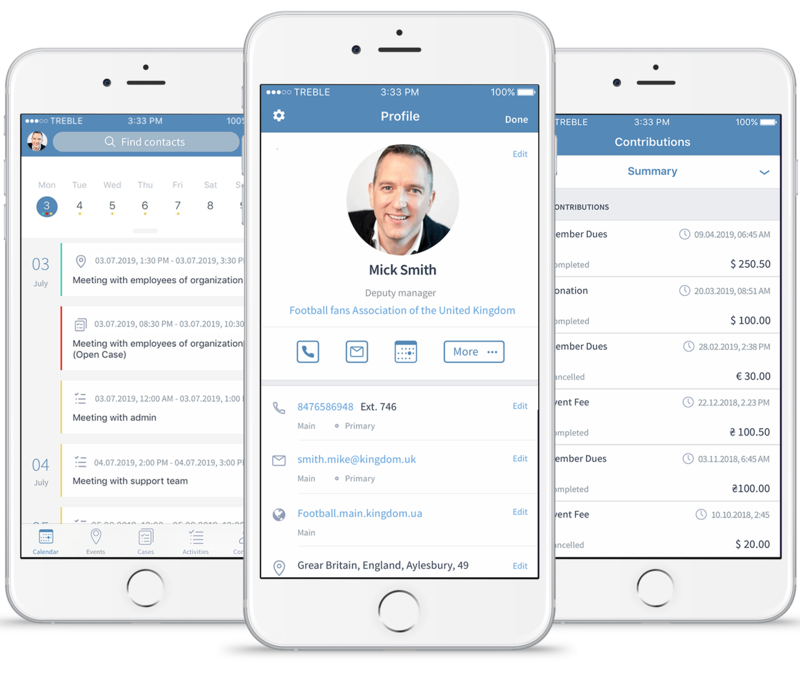 TREBLE 3:33 PM 100%
Find contacts
Mon Tue Wed Thu Fri Sat
3 4 5 6 7 8
03 July
03.07.2019, 1:30 PM - 03.07.2019, 3:30 P
Meeting with employees of organization
03.07.2019, 08:30 PM - 03.07.2019, 10:30
Meeting with employees of organization
(Open Case)
03.07.2019, 12:00 AM - 03.07.2019, 1:00
Meeting with admin
04 July
04.07.2019, 2:00 PM - 04.07.2019, 3:00 P
Meeting with support team
Calendar Events Cases Activities
TREBLE 3:33 PM 100%
Profile
Done
Edit
Mick Smith
Deputy manager
Football fans Association of the United Kingdom
More
8476586948 Ext. 746 Edit
Main Primary
smith.mike@kingdom.uk Edit
Main Primary
Football.main.kingdom.ua Edit
Main
Grear Britain, England, Aylesbury, 49 Edit
TREBLE 3:33 PM 100%
Contributions
Summary
ONTRIBUTIONS
ember Dues 09.04.2019, 06:45 AM
ompleted $ 250.50
onation 20.03.2019, 08:51 AM
ompleted $ 100.00
ember Dues 28.02.2019, 2:38 PM
ancelled € 30.00
vent Fee 22.12.2018, 2.23 PM
ompleted ₴ 100.50
ember Dues 03.11.2018, 6:45 AM
ompleted ₴100.00
vent Fee 10.10.2018, 2:45
ancelled $ 20.00